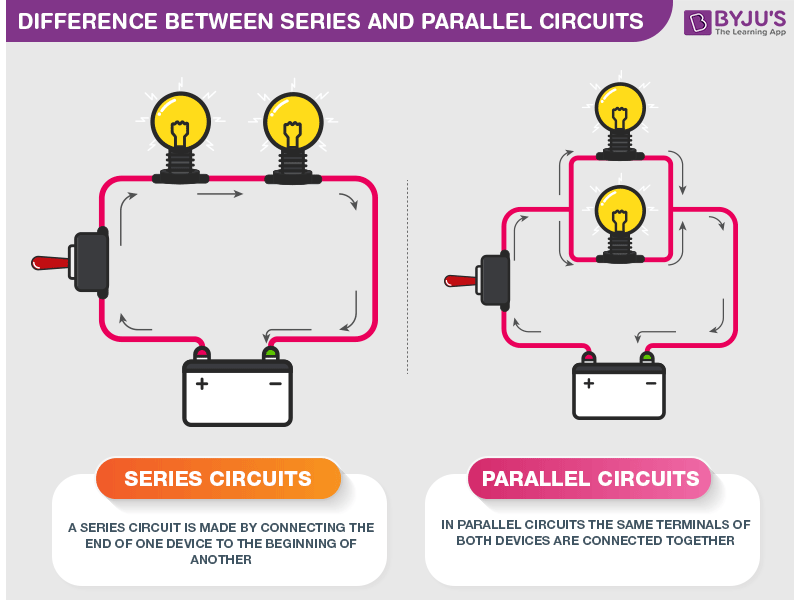 DIFFERENCE BETWEEN SERIES AND PARALLEL CIRCUITS
BYJU'S
The Learning App
+ −
+ −
SERIES CIRCUITS
A SERIES CIRCUIT IS MADE BY CONNECTING THE
END OF ONE DEVICE TO THE BEGINNING OF
ANOTHER
PARALLEL CIRCUITS
IN PARALLEL CIRCUITS THE SAME TERMINALS OF
BOTH DEVICES ARE CONNECTED TOGETHER